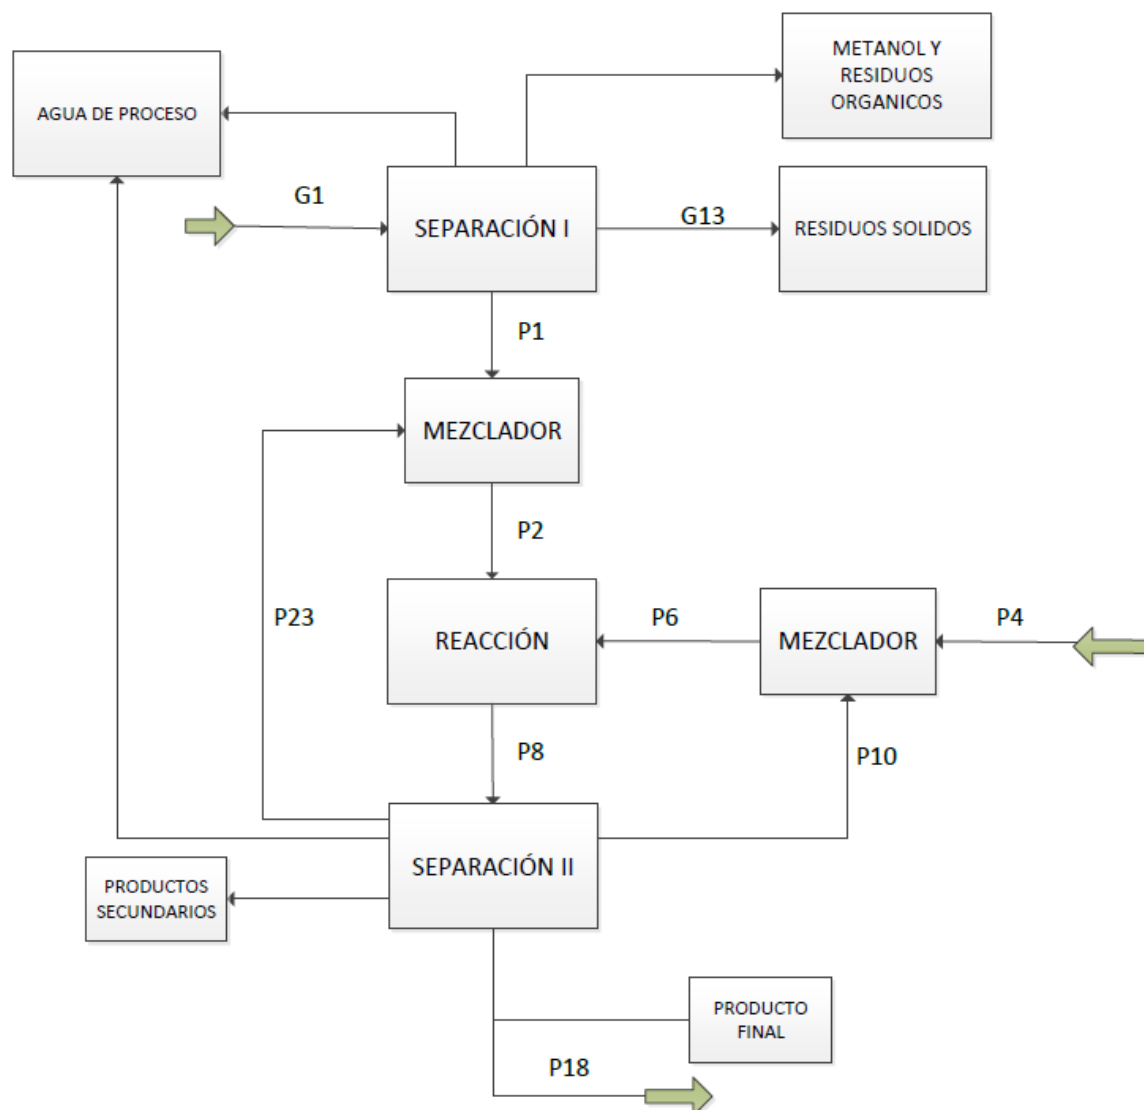 METANOL Y
RESIDUOS
ORGANICOS
AGUA DE PROCESO
G1
SEPARACIÓN I
G13
RESIDUOS SOLIDOS
P1
MEZCLADOR
P2
P23
REACCIÓN
P6
MEZCLADOR
P4
P8
P10
SEPARACIÓN II
PRODUCTOS
SECUNDARIOS
PRODUCTO
FINAL
P18